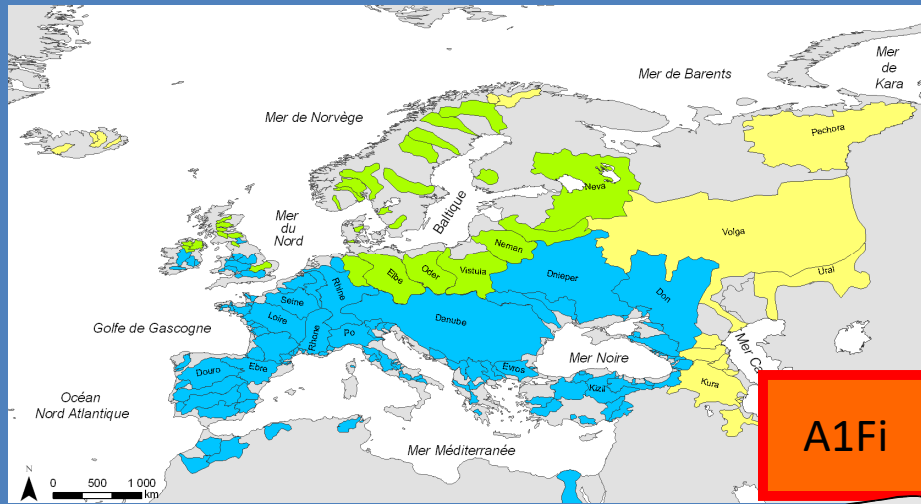 Mer de Barents
Mer
de
Kara
Mer de Norvège
Pechora
Neva
Baltique
Mer
du
Nord
Volga
Neman
Ural
Vistula
Oder
Elbe
Dnieper
Don
Rhine
Seine
Loire
Danube
Po
Rhone
Golfe de Gascogne
Mer Noire
Mer Ca
Ebre
Douro
Evros
Kizil
Kura
Océan
Nord Atlantique
Mer Méditerranée
A1Fi
N
0 500 1 000
km